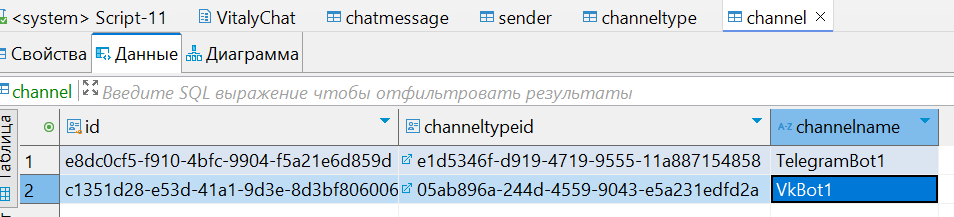 <system> Script-11 VitalyChat chatmessage sender channeltype channel
Свойства Данные Диаграмма
channel Введите SQL выражение чтобы отфильтровать результаты
Таблица
id channeltypeid A-Z channelname
1 e8dc0cf5-f910-4bfc-9904-f5a21e6d859d e1d5346f-d919-4719-9555-11a887154858 TelegramBot1
2 c1351d28-e53d-41a1-9d3e-8d3bf806006 05ab896a-244d-4559-9043-e5a231edfd2a VkBot1